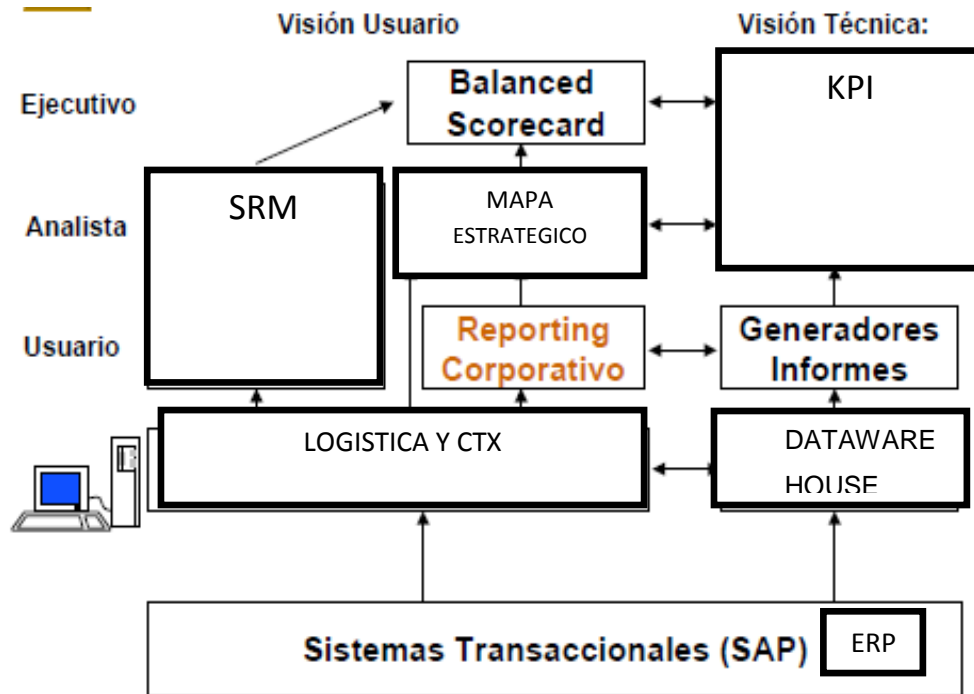 Visión Usuario
Visión Técnica:
Ejecutivo
Balanced
Scorecard
KPI
Analista
SRM
MAPA
ESTRATEGICO
Usuario
Reporting
Corporativo
Generadores
Informes
LOGISTICA Y CTX
DATAWARE
HOUSE
Sistemas Transaccionales (SAP)
ERP